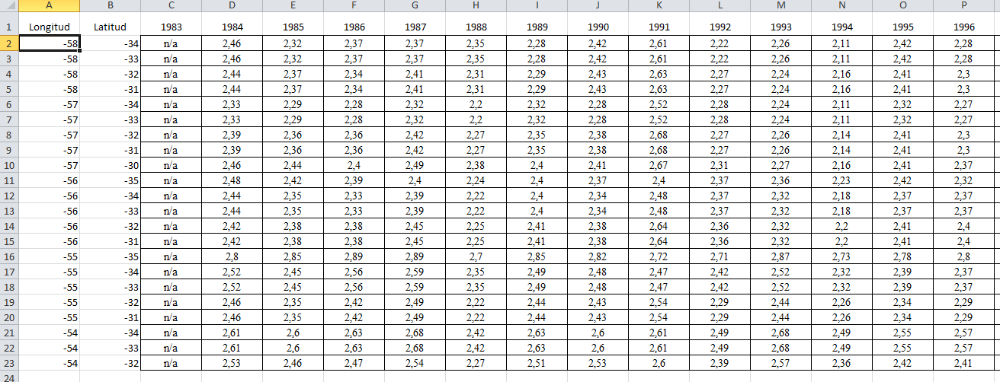 A B C D E F G H I J K L M N O P
1 Longitud Latitud 1983 1984 1985 1986 1987 1988 1989 1990 1991 1992 1993 1994 1995 1996
2 -58 -34 n/a 2,46 2,32 2,37 2,37 2,35 2,28 2,42 2,61 2,22 2,26 2,11 2,42 2,28
3 -58 -33 n/a 2,46 2,32 2,37 2,37 2,35 2,28 2,42 2,61 2,22 2,26 2,11 2,42 2,28
4 -58 -32 n/a 2,44 2,37 2,34 2,41 2,31 2,29 2,43 2,63 2,27 2,24 2,16 2,41 2,3
5 -58 -31 n/a 2,44 2,37 2,34 2,41 2,31 2,29 2,43 2,63 2,27 2,24 2,16 2,41 2,3
6 -57 -34 n/a 2,33 2,29 2,28 2,32 2,2 2,32 2,28 2,52 2,28 2,24 2,11 2,32 2,27
7 -57 -33 n/a 2,33 2,29 2,28 2,32 2,2 2,32 2,28 2,52 2,28 2,24 2,11 2,32 2,27
8 -57 -32 n/a 2,39 2,36 2,36 2,42 2,27 2,35 2,38 2,68 2,27 2,26 2,14 2,41 2,3
9 -57 -31 n/a 2,39 2,36 2,36 2,42 2,27 2,35 2,38 2,68 2,27 2,26 2,14 2,41 2,3
10 -57 -30 n/a 2,46 2,44 2,4 2,49 2,38 2,4 2,41 2,67 2,31 2,27 2,16 2,41 2,37
11 -56 -35 n/a 2,48 2,42 2,39 2,4 2,24 2,4 2,37 2,4 2,37 2,36 2,23 2,42 2,32
12 -56 -34 n/a 2,44 2,35 2,33 2,39 2,22 2,4 2,34 2,48 2,37 2,32 2,18 2,37 2,37
13 -56 -33 n/a 2,44 2,35 2,33 2,39 2,22 2,4 2,34 2,48 2,37 2,32 2,18 2,37 2,37
14 -56 -32 n/a 2,42 2,38 2,38 2,45 2,25 2,41 2,38 2,64 2,36 2,32 2,2 2,41 2,4
15 -56 -31 n/a 2,42 2,38 2,38 2,45 2,25 2,41 2,38 2,64 2,36 2,32 2,2 2,41 2,4
16 -55 -35 n/a 2,8 2,85 2,89 2,89 2,7 2,85 2,82 2,72 2,71 2,87 2,73 2,78 2,8
17 -55 -34 n/a 2,52 2,45 2,56 2,59 2,35 2,49 2,48 2,47 2,42 2,52 2,32 2,39 2,37
18 -55 -33 n/a 2,52 2,45 2,56 2,59 2,35 2,49 2,48 2,47 2,42 2,52 2,32 2,39 2,37
19 -55 -32 n/a 2,46 2,35 2,42 2,49 2,22 2,44 2,43 2,54 2,29 2,44 2,26 2,34 2,29
20 -55 -31 n/a 2,46 2,35 2,42 2,49 2,22 2,44 2,43 2,54 2,29 2,44 2,26 2,34 2,29
21 -54 -34 n/a 2,61 2,6 2,63 2,68 2,42 2,63 2,6 2,61 2,49 2,68 2,49 2,55 2,57
22 -54 -33 n/a 2,61 2,6 2,63 2,68 2,42 2,63 2,6 2,61 2,49 2,68 2,49 2,55 2,57
23 -54 -32 n/a 2,53 2,46 2,47 2,54 2,27 2,51 2,53 2,6 2,39 2,57 2,36 2,42 2,41
24